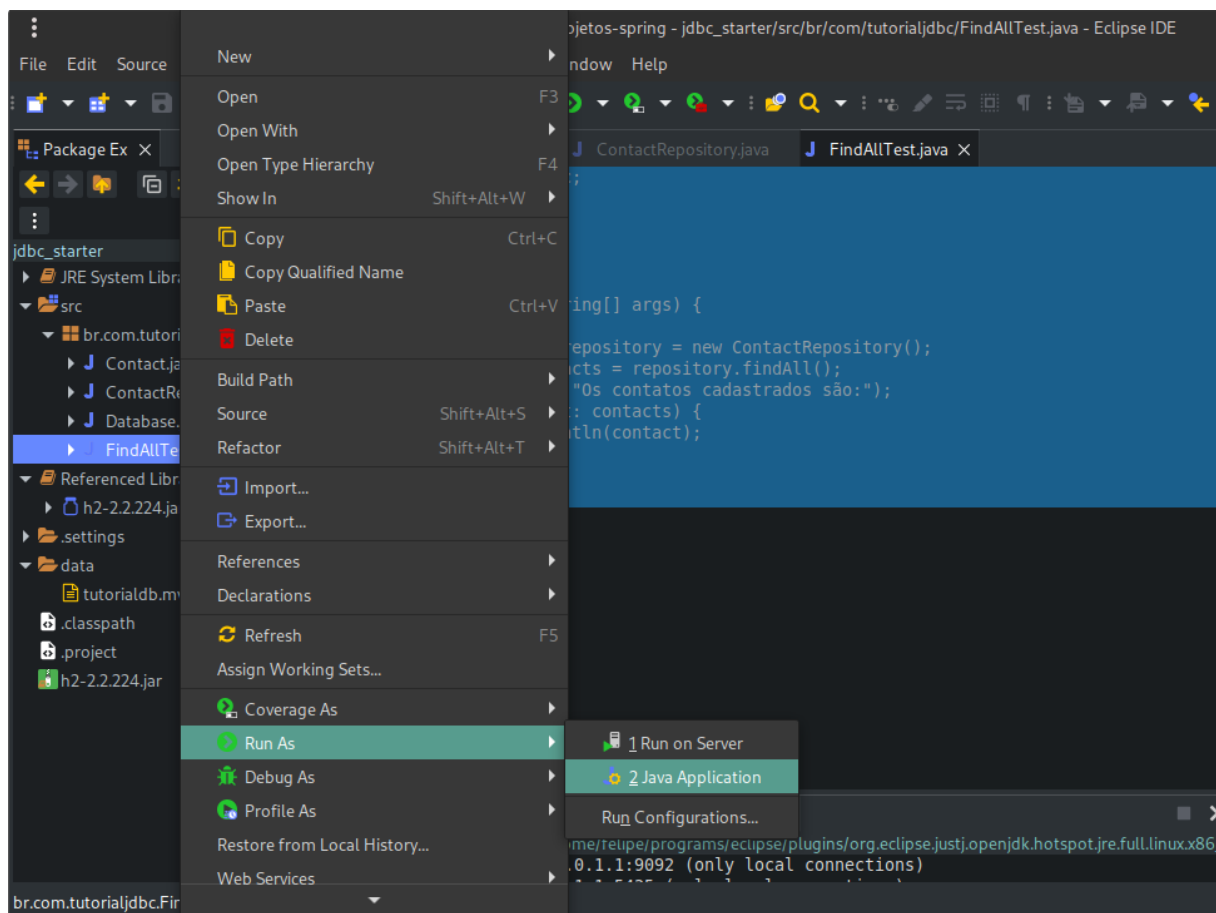 ojetos-spring - jdbc_starter/src/br/com/tutorialjdbc/FindAllTest.java - Eclipse IDE
File Edit Source
ndow Help
Package Ex
ContactRepository.java
FindAllTest.java
jdbc_starter
JRE System Libr
src
br.com.tutori
Contact.ja
ContactRe
Database.
FindAllTe
Referenced Libr
h2-2.2.224.ja
.settings
data
tutorialdb.mv
.classpath
.project
h2-2.2.224.jar
br.com.tutorialjdbc.Fin
New
Open F3
Open With
Open Type Hierarchy F4
Show In Shift+Alt+W
Copy Ctrl+C
Copy Qualified Name
Paste Ctrl+V
Delete
Build Path
Source Shift+Alt+S
Refactor Shift+Alt+T
Import...
Export...
References
Declarations
Refresh F5
Assign Working Sets...
Coverage As
Run As
Debug As
Profile As
Restore from Local History...
Web Services
1 Run on Server
2 Java Application
Run Configurations...
;
ring[] args) {
repository = new ContactRepository();
cts = repository.findAll();
"Os contatos cadastrados são:");
: contacts) {
tln(contact);
me/felipe/programs/eclipse/plugins/org.eclipse.justj.openjdk.hotspot.jre.full.linux.x86_
.0.1.1:9092 (only local connections)